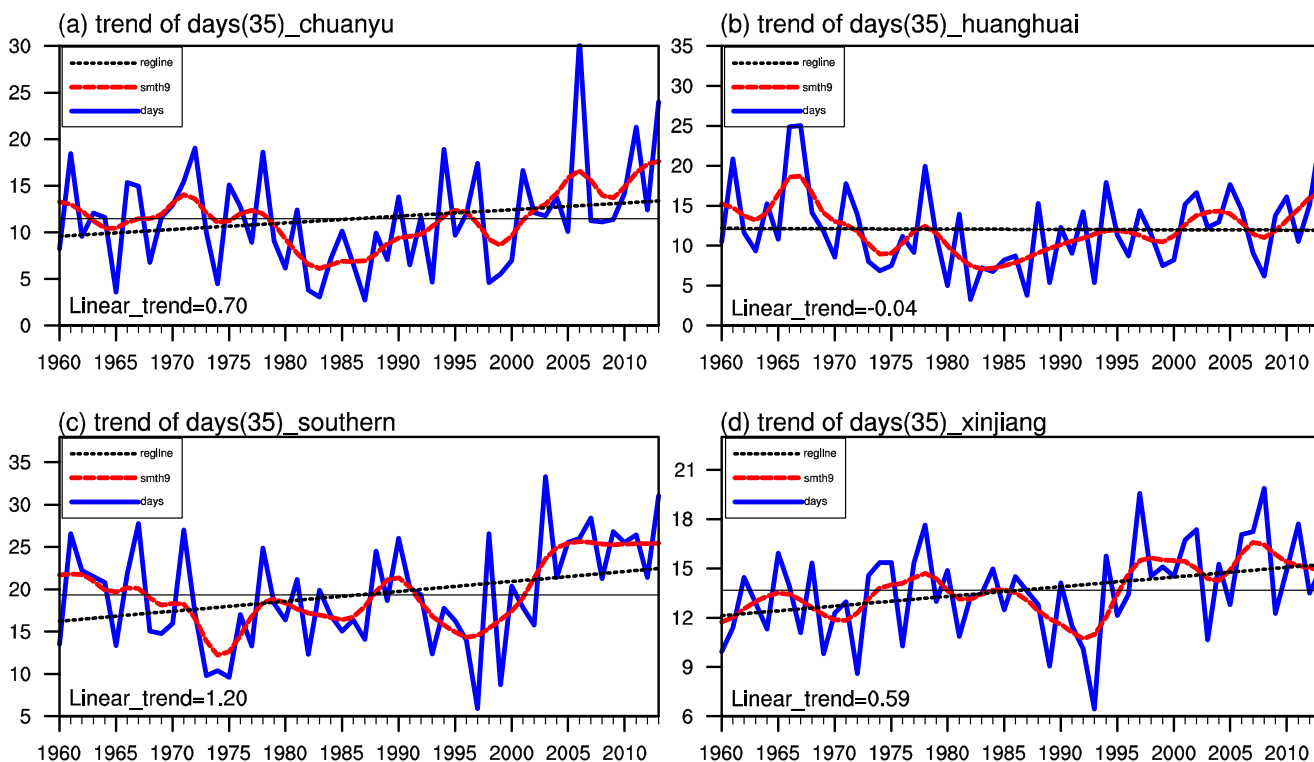 (a) trend of days(35)_chuanyu
30
25
20
15
10
5
0
regline
smth9
days
Linear_trend=0.70
1960 1965 1970 1975 1980 1985 1990 1995 2000 2005 2010
(b) trend of days(35)_huanghuai
35
30
25
20
15
10
5
0
regline
smth9
days
Linear_trend=-0.04
1960 1965 1970 1975 1980 1985 1990 1995 2000 2005 2010
(c) trend of days(35)_southern
35
30
25
20
15
10
5
regline
smth9
days
Linear_trend=1.20
1960 1965 1970 1975 1980 1985 1990 1995 2000 2005 2010
(d) trend of days(35)_xinjiang
21
18
15
12
9
6
regline
smth9
days
Linear_trend=0.59
1960 1965 1970 1975 1980 1985 1990 1995 2000 2005 2010